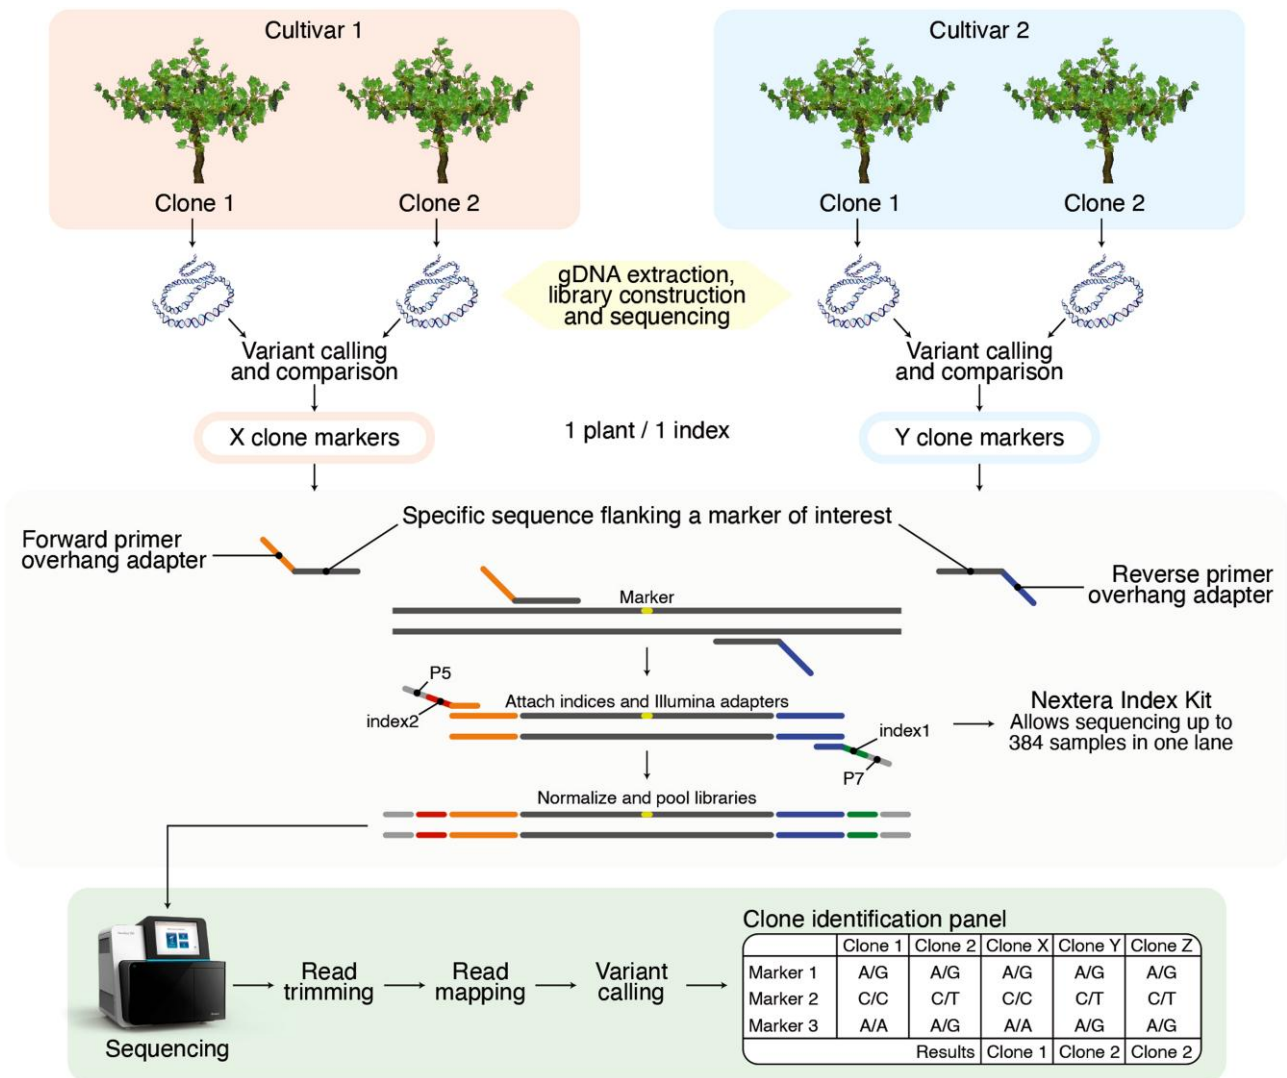 Cultivar 1
Cultivar 2
Clone 1
Clone 2
Clone 1
Clone 2
gDNA extraction,
library construction
and sequencing
Variant calling
and comparison
Variant calling
and comparison
X clone markers
1 plant / 1 index
Y clone markers
Specific sequence flanking a marker of interest
Forward primer
overhang adapter
Reverse primer
overhang adapter
Marker
P5
Attach indices and Illumina adapters
index2
index1
P7
Nextera Index Kit
Allows sequencing up to
384 samples in one lane
Normalize and pool libraries
Sequencing
Read
trimming
Read
mapping
Variant
calling
Clone identification panel
Clone 1 Clone 2 Clone X Clone Y Clone Z
Marker 1 A/G A/G A/G A/G A/G
Marker 2 C/C C/T C/C C/T C/T
Marker 3 A/A A/G A/A A/G A/G
Results Clone 1 Clone 2 Clone 2